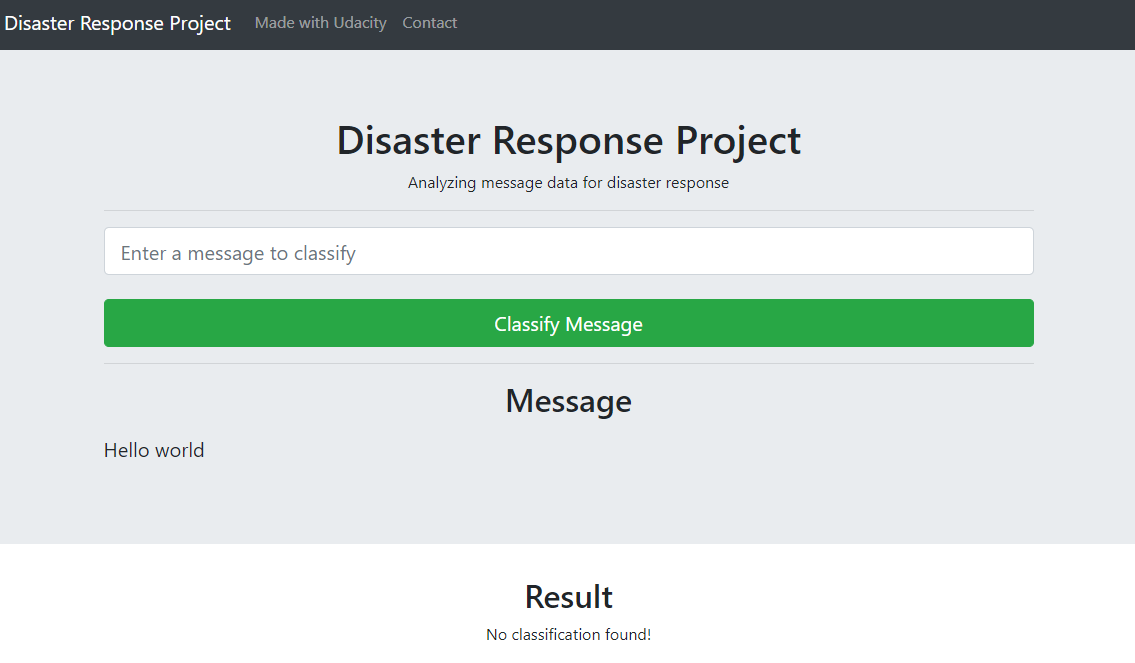 Disaster Response Project Made with Udacity Contact
Disaster Response Project
Analyzing message data for disaster response
Enter a message to classify
Classify Message
Message
Hello world
Result
No classification found!